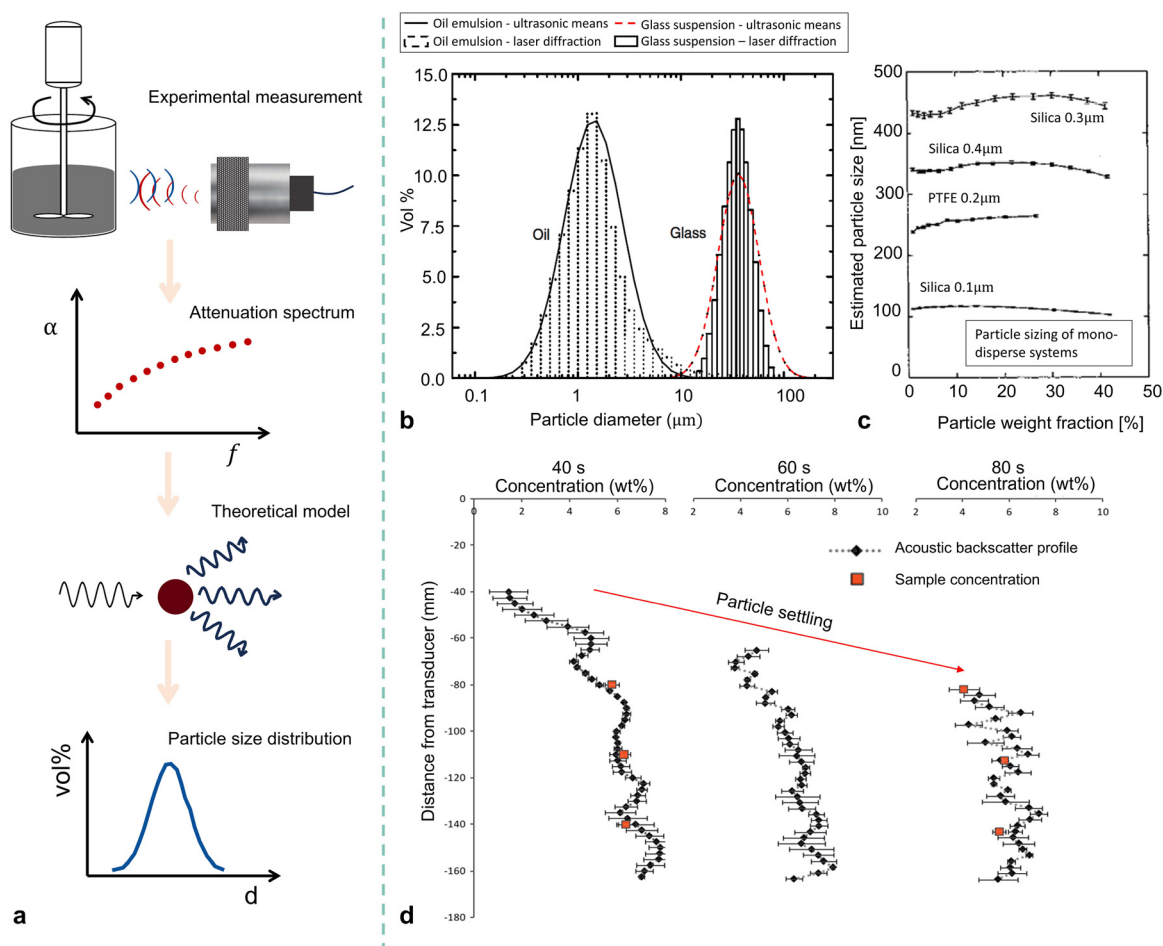 Experimental measurement
Attenuation spectrum
α
f
Theoretical model
Particle size distribution
vol%
d
a
Oil emulsion - ultrasonic means
Glass suspension - ultrasonic means
Oil emulsion - laser diffraction
Glass suspension – laser diffraction
15.0
12.5
10.0
7.5
5.0
2.5
0.0
Vol %
Oil
Glass
0.1
1
10
100
b
Particle diameter (μm)
500
400
300
200
100
0
Estimated particle size [nm]
Silica 0.3μm
Silica 0.4μm
PTFE 0.2μm
Silica 0.1μm
Particle sizing of mono-
disperse systems
0
10
20
30
40
50
c
Particle weight fraction [%]
40 s
Concentration (wt%)
60 s
Concentration (wt%)
80 s
Concentration (wt%)
0
2
4
6
8
10
2
4
6
8
10
2
4
6
8
10
0
-20
-40
-60
-80
-100
-120
-140
-160
-180
Distance from transducer (mm)
Acoustic backscatter profile
Sample concentration
Particle settling
d